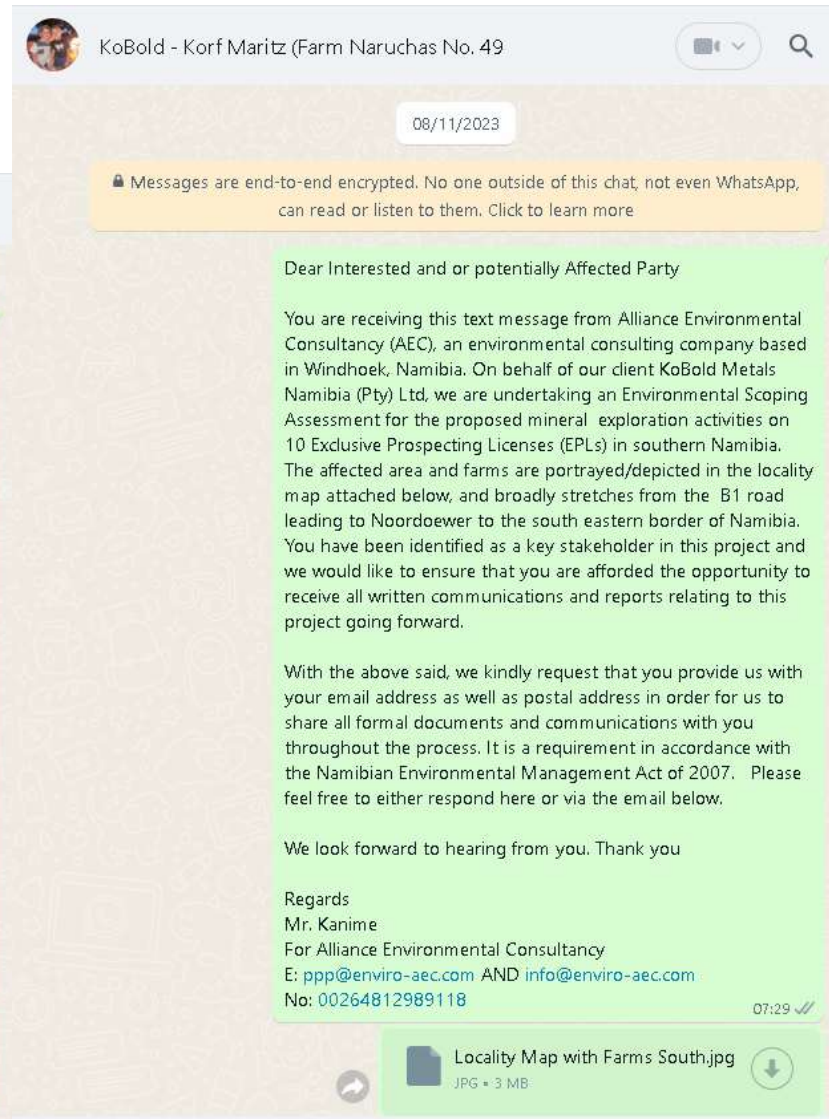 KoBold - Korf Maritz (Farm Naruchas No. 49
08/11/2023
Messages are end-to-end encrypted. No one outside of this chat, not even WhatsApp,
can read or listen to them. Click to learn more
Dear Interested and or potentially Affected Party
You are receiving this text message from Alliance Environmental
Consultancy (AEC), an environmental consulting company based
in Windhoek, Namibia. On behalf of our client KoBold Metals
Namibia (Pty) Ltd, we are undertaking an Environmental Scoping
Assessment for the proposed mineral exploration activities on
10 Exclusive Prospecting Licenses (EPLs) in southern Namibia.
The affected area and farms are portrayed/depicted in the locality
map attached below, and broadly stretches from the B1 road
leading to Noordoewer to the south eastern border of Namibia.
You have been identified as a key stakeholder in this project and
we would like to ensure that you are afforded the opportunity to
receive all written communications and reports relating to this
project going forward.
With the above said, we kindly request that you provide us with
your email address as well as postal address in order for us to
share all formal documents and communications with you
throughout the process. It is a requirement in accordance with
the Namibian Environmental Management Act of 2007. Please
feel free to either respond here or via the email below.
We look forward to hearing from you. Thank you
Regards
Mr. Kanime
For Alliance Environmental Consultancy
E: ppp@enviro-aec.com AND info@enviro-aec.com
No: 00264812989118
07:29
Locality Map with Farms South.jpg
JPG • 3 MB